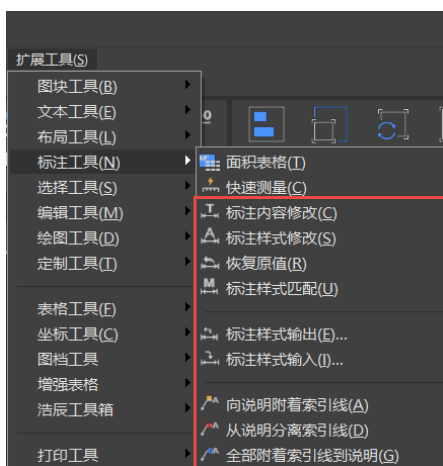 扩展工具(S)
图块工具(B)
文本工具(E)
布局工具(L)
标注工具(N)
选择工具(S)
编辑工具(M)
绘图工具(D)
定制工具(T)
表格工具(F)
坐标工具(C)
图档工具
增强表格
浩辰工具箱
打印工具
面积表格(T)
快速测量(C)
标注内容修改(C)
标注样式修改(S)
恢复原值(R)
标注样式匹配(U)
标注样式输出(E)...
标注样式输入(I)...
向说明附着索引线(A)
从说明分离索引线(D)
全部附着索引线到说明(G)